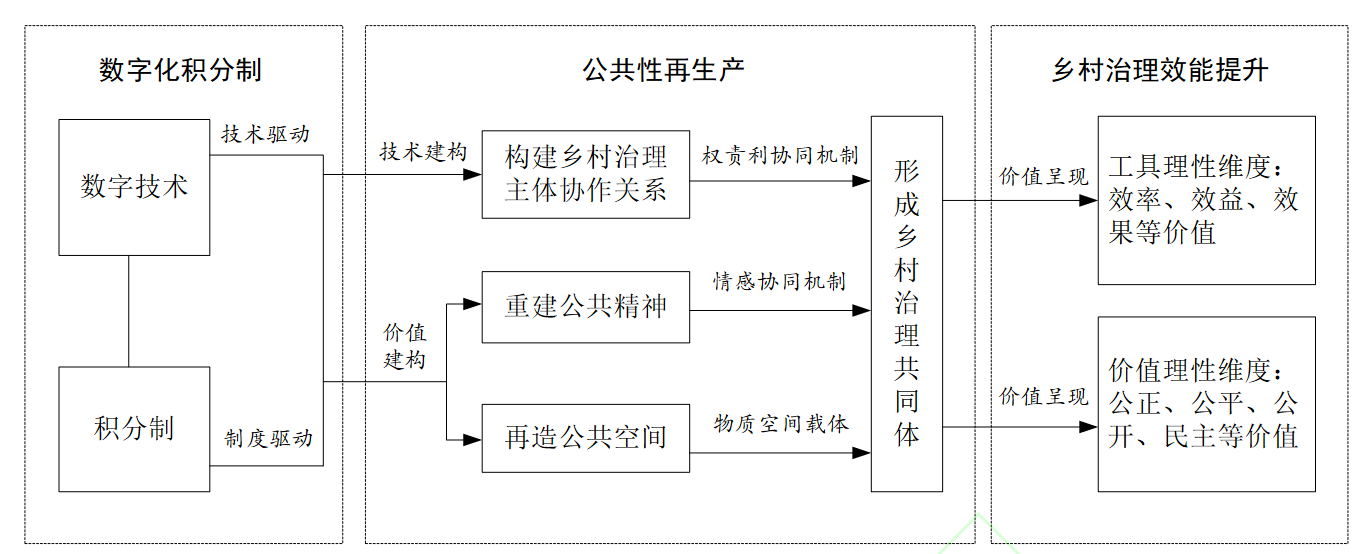 数字化积分制
数字技术
积分制
技术驱动
制度驱动
公共性再生产
技术建构
价值
建构
构建乡村治理
主体协作关系
重建公共精神
再造公共空间
权责利协同机制
情感协同机制
物质空间载体
形成乡村治理共同体
乡村治理效能提升
价值呈现
价值呈现
工具理性维度：
效率、效益、效
果等价值
价值理性维度：
公正、公平、公
开、民主等价值